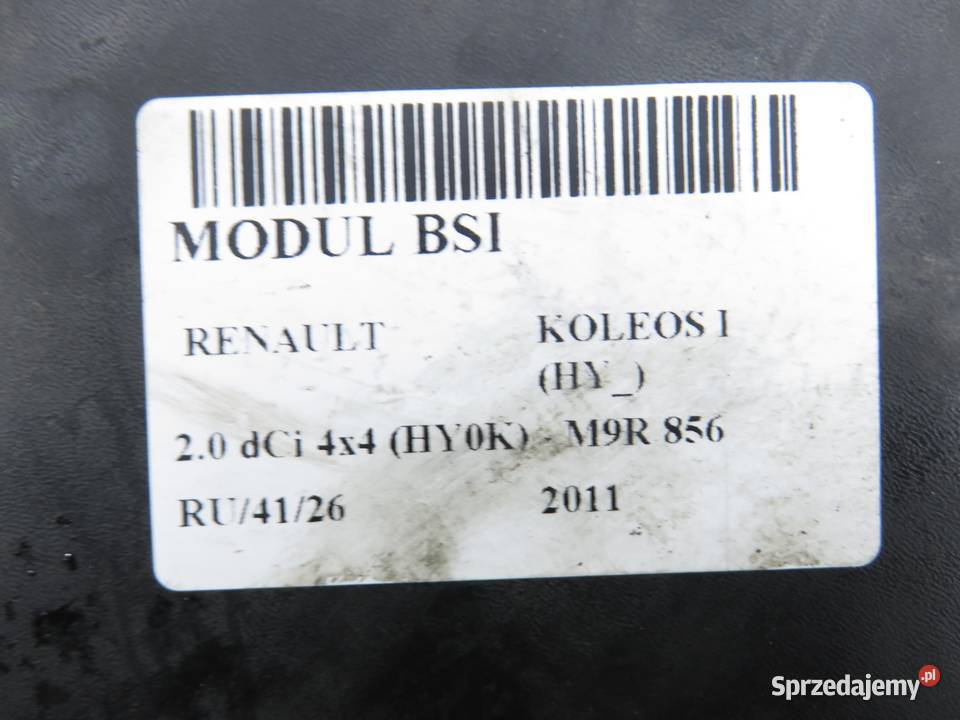 MODUL BSI
RENAULT KOLEOS I
(HY_)
2.0 dCi 4x4 (HY0K) - M9R 856
RU/41/26 2011
Sprzedajemy.pl